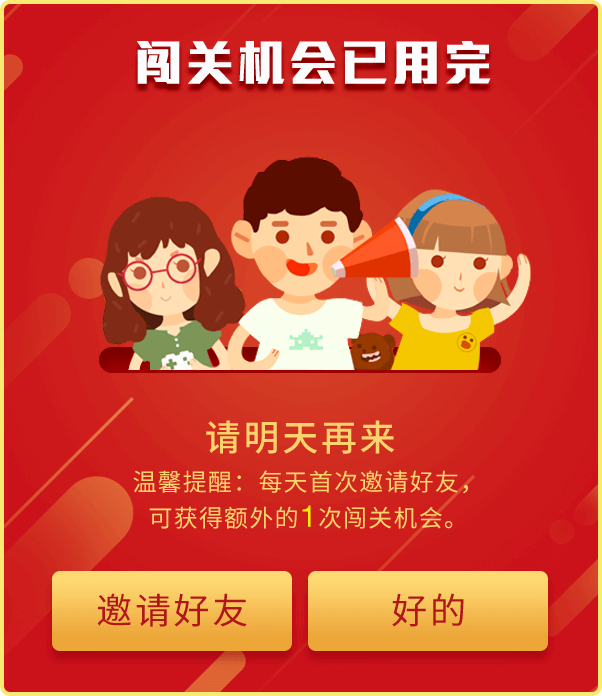 闯关机会已用完
请明天再来
温馨提醒：每天首次邀请好友，
可获得额外的1次闯关机会。
邀请好友
好的